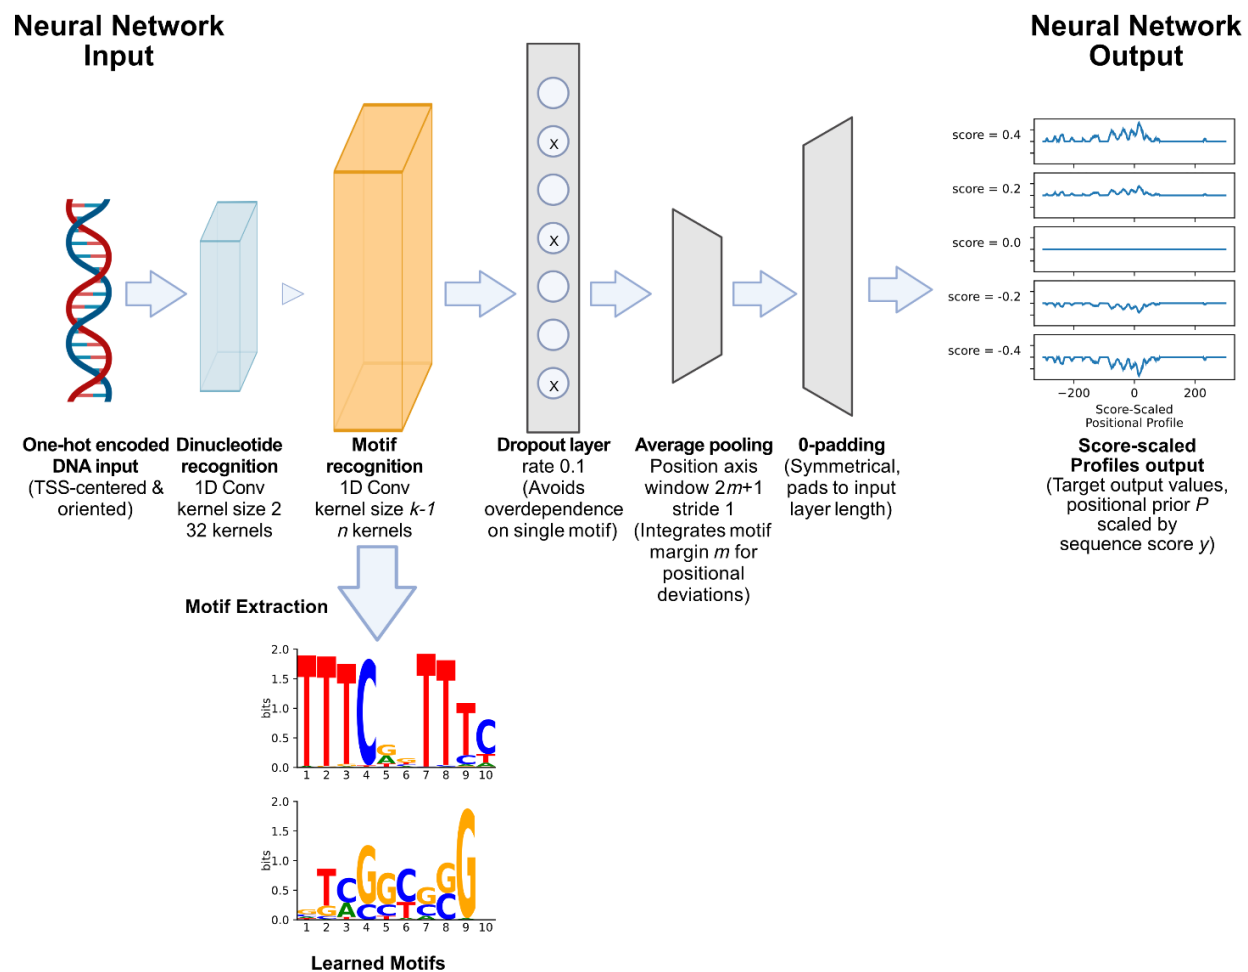 Neural Network
Input
Neural Network
Output
X
X
X
score = 0.4
score = 0.2
score = 0.0
score = -0.2
score = -0.4
−200
0
200
Score-Scaled
Positional Profile
One-hot encoded
DNA input
(TSS-centered &
oriented)
Dinucleotide
recognition
1D Conv
kernel size 2
32 kernels
Motif
recognition
1D Conv
kernel size k-1
n kernels
Dropout layer
rate 0.1
(Avoids
overdependence
on single motif)
Average pooling
Position axis
window 2m+1
stride 1
(Integrates motif
margin m for
positional
deviations)
0-padding
(Symmetrical,
pads to input
layer length)
Score-scaled
Profiles output
(Target output values,
positional prior P
scaled by
sequence score y)
Motif Extraction
2.0
1.5
1.0
0.5
0.0
bits
TTTC
G
A
G
TT
T
C
C
T
A
1 2 3 4 5 6 7 8 9 10
2.0
1.5
1.0
0.5
0.0
bits
G
T
G
C
A
G
C
G
C
C
T
G
C
G
C
G
1 2 3 4 5 6 7 8 9 10
Learned Motifs